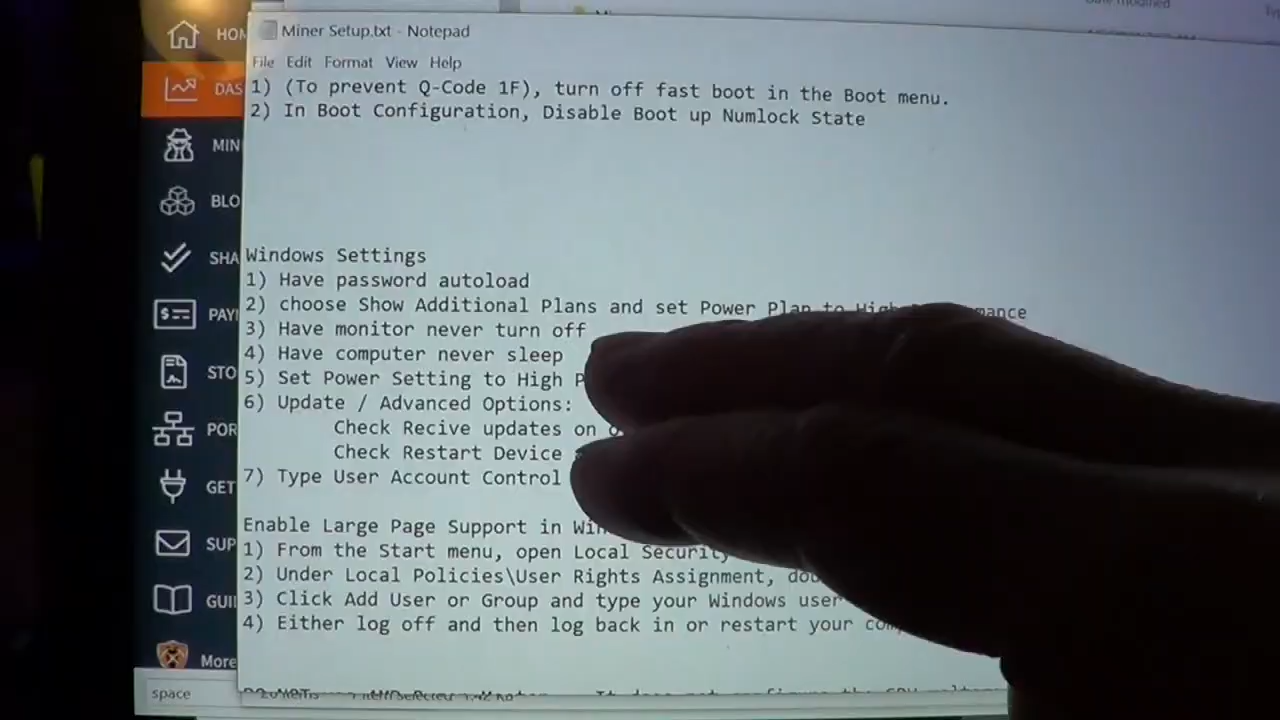 Miner Setup.txt - Notepad
File Edit Format View Help
1) (To prevent Q-Code 1F), turn off fast boot in the Boot menu.
2) In Boot Configuration, Disable Boot up Numlock State
Windows Settings
1) Have password autoload
2) choose Show Additional Plans and set Power Plan to High
3) Have monitor never turn off
4) Have computer never sleep
5) Set Power Setting to High P
6) Update / Advanced Options:
Check Recive updates on o
Check Restart Device
7) Type User Account Control
Enable Large Page Support in Win
1) From the Start menu, open Local Security
2) Under Local Policies\User Rights Assignment, dou
3) Click Add User or Group and type your Windows user
4) Either log off and then log back in or restart your com
HOM
DAS
MIN
BLO
SHA
PAY
STO
POR
GET
SUP
GUI
More
space